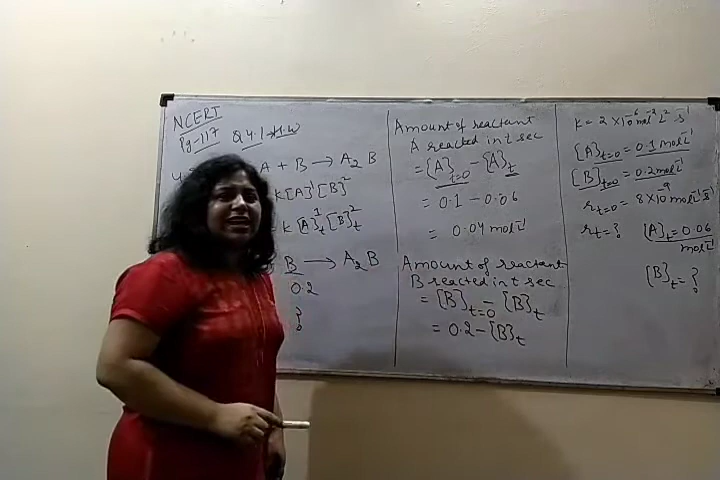 NCERT
Pg-117 Q 4.1
A + B → A₂B
k[A]¹[B]²
k[A]¹ₜ[B]²ₜ
B → A₂B
0.2
?
Amount of reactant
A reacted in t sec
= [A]ₜ₌₀ - [A]ₜ
= 0.1 - 0.06
= 0.04 mol L⁻¹
Amount of reactant
B reacted in t sec
= [B]ₜ₌₀ - [B]ₜ
= 0.2 - [B]ₜ
k = 2 × 10⁻⁶ mol⁻² L² s⁻¹
[A]ₜ₌₀ = 0.1 mol L⁻¹
[B]ₜ₌₀ = 0.2 mol L⁻¹
rₜ₌₀ = 8 × 10⁻⁹ mol L⁻¹ s⁻¹
rₜ = ? [A]ₜ = 0.06
mol L⁻¹
[B]ₜ = ?